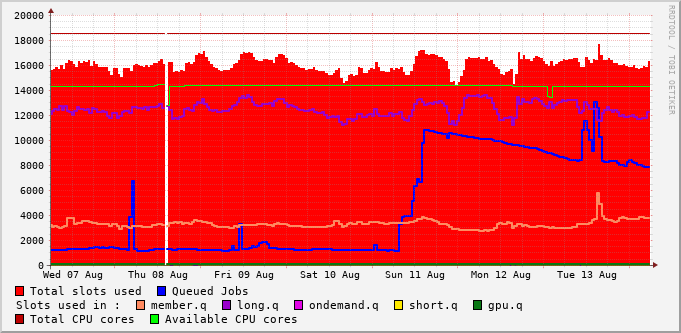 20000
18000
16000
14000
12000
10000
8000
6000
4000
2000
0
Wed 07 Aug Thu 08 Aug Fri 09 Aug Sat 10 Aug Sun 11 Aug Mon 12 Aug Tue 13 Aug
RRDTOOL / TOBI OETIKER
Total slots used Queued Jobs
Slots used in : member.q long.q ondemand.q short.q gpu.q
Total CPU cores Available CPU cores